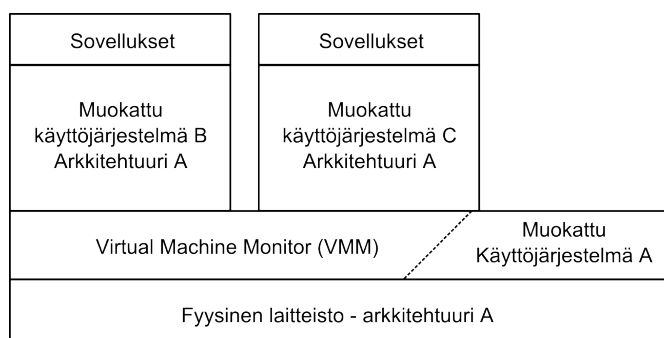 Sovellukset
Muokattu
käyttöjärjestelmä B
Arkkitehtuuri A
Sovellukset
Muokattu
käyttöjärjestelmä C
Arkkitehtuuri A
Virtual Machine Monitor (VMM)
Muokattu
Käyttöjärjestelmä A
Fyysinen laitteisto - arkkitehtuuri A